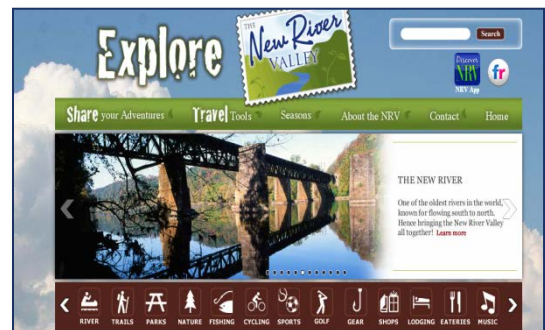 Explore
THE
New River
VALLEY
Search
Discover
NRV
NRV App
fr
Share your Adventures
Travel Tools
Seasons
About the NRV
Contact
Home
THE NEW RIVER
One of the oldest rivers in the world,
known for flowing south to north.
Hence bringing the New River Valley
all together! Learn more
RIVER TRAILS PARKS NATURE FISHING CYCLING SPORTS GOLF GEAR SHOPS LODGING EATERIES MUSIC